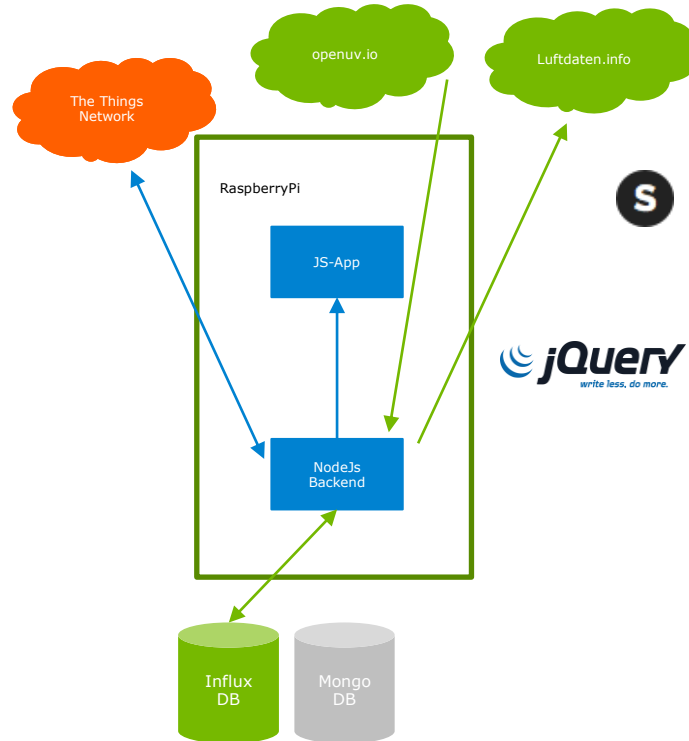 openuv.io
Luftdaten.info
The Things
Network
RaspberryPi
S
JS-App
jQuery
write less, do more.
NodeJs
Backend
Influx
DB
Mongo
DB